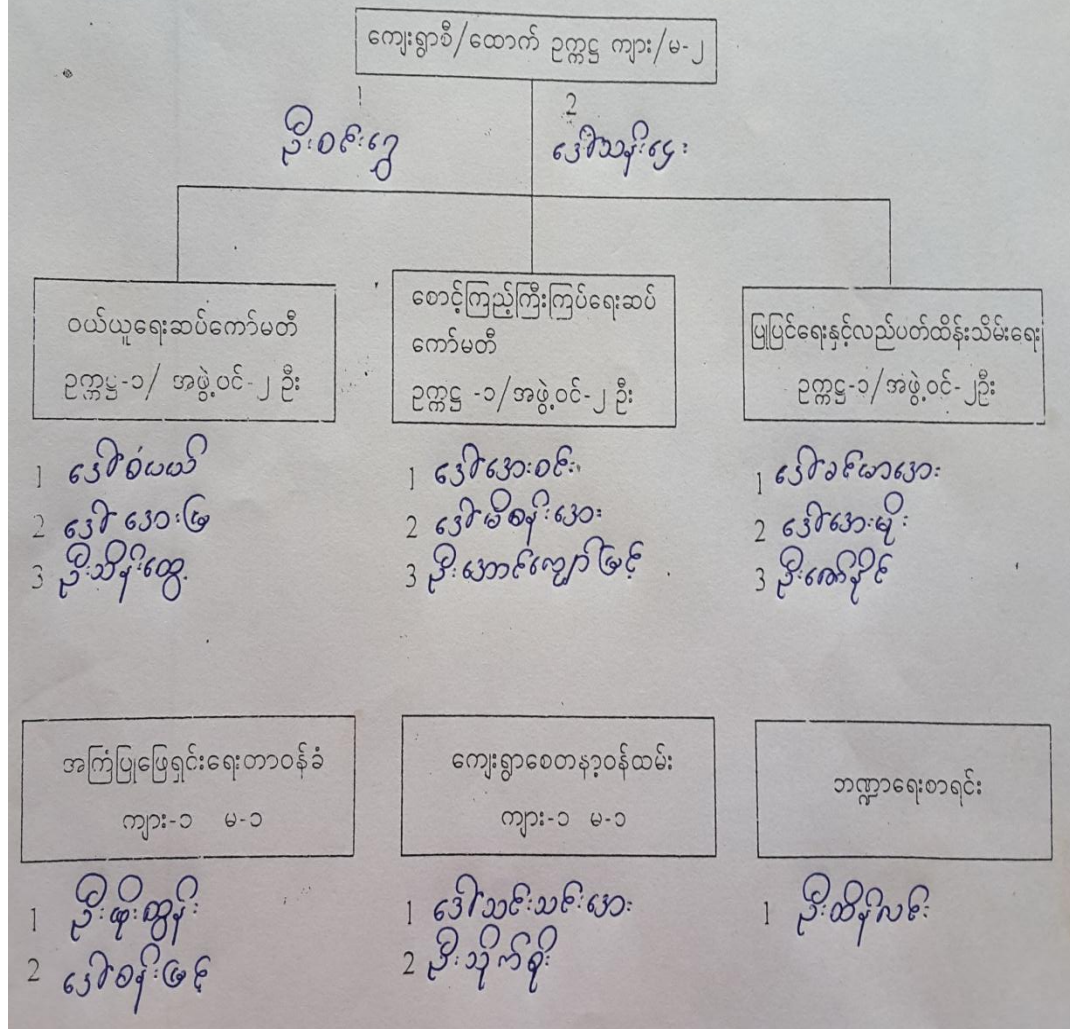 ကျေးရွာစီ/ထောက် ဥက္ကဋ္ဌ ကျား/မ-၂
1
ဦးစင်းရွှေ
2
ဒေါ်သန်းဌေး
ဝယ်ယူရေးဆပ်ကော်မတီ
ဥက္ကဋ္ဌ-၁/ အဖွဲ့ဝင်-၂ ဦး
1 ဒေါ်စံပယ်
2 ဒေါ်အေးမြ
3 ဦးသိန်းထွေ
စောင့်ကြည့်ကြီးကြပ်ရေးဆပ်
ကော်မတီ
ဥက္ကဋ္ဌ -၁/အဖွဲ့ဝင်-၂ ဦး
1 ဒေါ်အေးဝင်း
2 ဒေါ်မိစန်းအေး
3 ဦးအောင်ကျော်မြင့်
ပြုပြင်ရေးနှင့်လည်ပတ်ထိန်းသိမ်းရေး
ဥက္ကဋ္ဌ-၁/အဖွဲ့ဝင်-၂ဦး
1 ဒေါ်ခင်မာအေး
2 ဒေါ်အေးမိုး
3 ဦးဇော်နိုင်
အကြံပြုဖြေရှင်းရေးတာဝန်ခံ
ကျား-၁ မ-၁
1 ဦးဖိုးထွန်း
2 ဒေါ်စန်းမြင့်
ကျေးရွာစေတနာ့ဝန်ထမ်း
ကျား-၁ မ-၁
1 ဒေါ်သင်းသင်းအေး
2 ဦးသိုက်စိုး
ဘဏ္ဍာရေးစာရင်း
1 ဦးထိန်လင်း